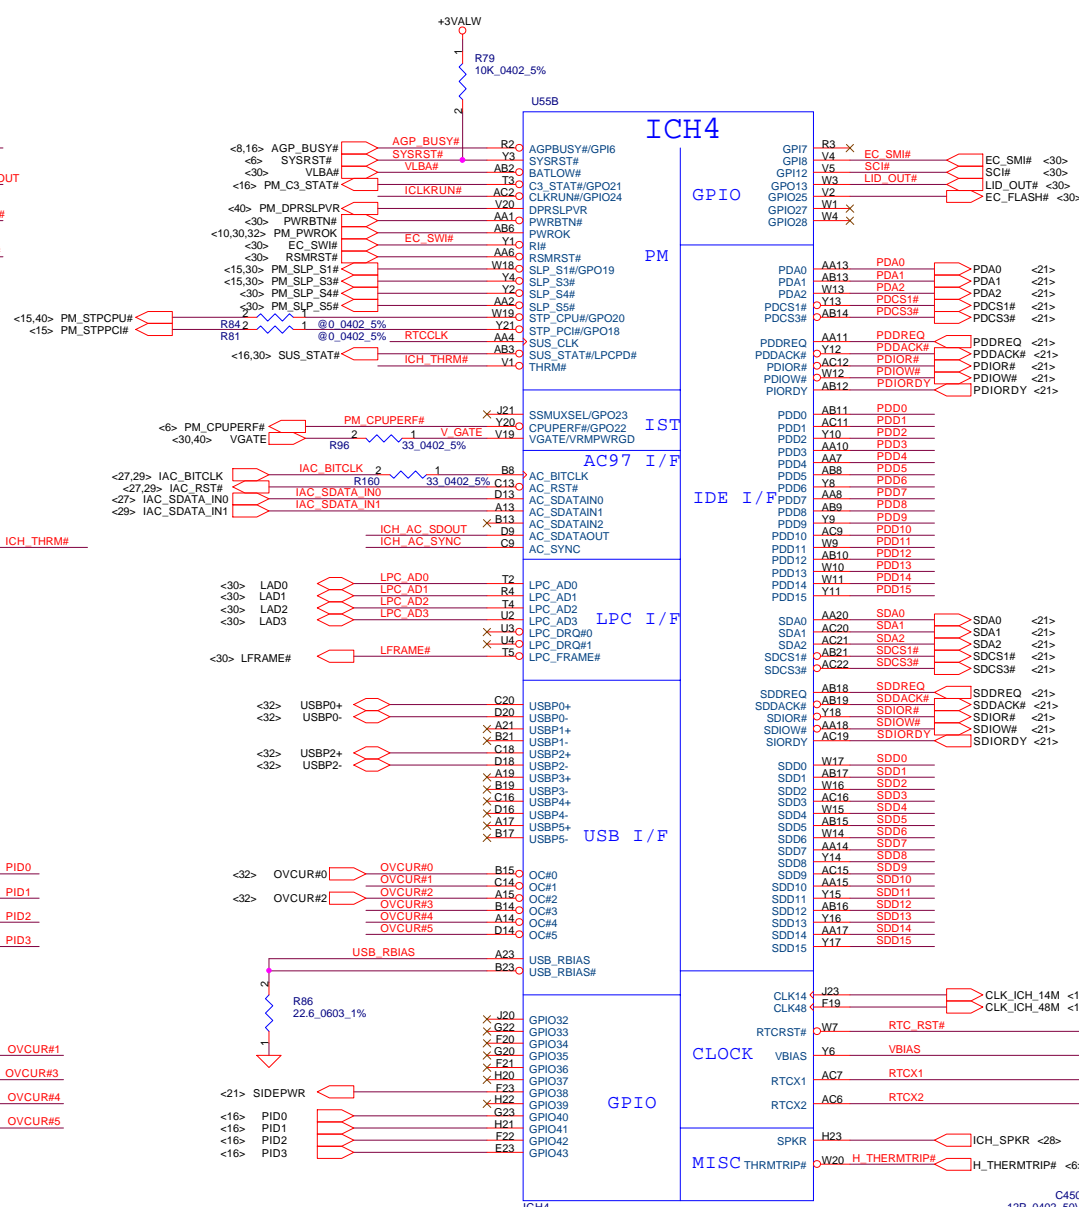 +3VALW
1
R79
10K_0402_5%
2
U55B
ICH4
<8,16> AGP_BUSY# AGP_BUSY# R2 AGPBUSY#/GPI6
<6> SYSRST# SYSRST# Y3 SYSRST#
<30> VLBA# VLBA# AB2 BATLOW#
<16> PM_C3_STAT# T3 C3_STAT#/GPO21
ICLKRUN# AC2 CLKRUN#/GPIO24
<40> PM_DPRSLPVR V20 DPRSLPVR
<30> PWRBTN# AA1 PWRBTN#
<10,30,32> PM_PWROK AB6 PWROK
<30> EC_SWI# EC_SWI# Y1 RI#
<30> RSMRST# AA6 RSMRST#
<15,30> PM_SLP_S1# W18 SLP_S1#/GPO19
<15,30> PM_SLP_S3# Y4 SLP_S3#
<30> PM_SLP_S4# Y2 SLP_S4#
<30> PM_SLP_S5# AA2 SLP_S5#
<15,40> PM_STPCPU# 2 1 W19 STP_CPU#/GPO20
R84 @0_0402_5%
<15> PM_STPPCI# 2 1 Y21 STP_PCI#/GPO18
R81 @0_0402_5%
RTCCLK AA4 SUS_CLK
<16,30> SUS_STAT# AB3 SUS_STAT#/LPCPD#
ICH_THRM# V1 THRM#
PM
J21 SSMUXSEL/GPO23
<6> PM_CPUPERF# PM_CPUPERF# Y20 CPUPERF#/GPO22
<30,40> VGATE 2 1 V_GATE V19 VGATE/VRMPWRGD
R96 33_0402_5%
IST
AC97 I/F
<27,29> IAC_BITCLK IAC_BITCLK 2 1 B8 AC_BITCLK
R160 33_0402_5%
<27,29> IAC_RST# C13 AC_RST#
<27> IAC_SDATA_IN0 IAC_SDATA_IN0 D13 AC_SDATAIN0
<29> IAC_SDATA_IN1 IAC_SDATA_IN1 A13 AC_SDATAIN1
B13 AC_SDATAIN2
ICH_AC_SDOUT D9 AC_SDATAOUT
ICH_AC_SYNC C9 AC_SYNC
<30> LAD0 LPC_AD0 T2 LPC_AD0
<30> LAD1 LPC_AD1 R4 LPC_AD1
<30> LAD2 LPC_AD2 T4 LPC_AD2
<30> LAD3 LPC_AD3 U2 LPC_AD3
U3 LPC_DRQ#0
U4 LPC_DRQ#1
<30> LFRAME# LFRAME# T5 LPC_FRAME#
LPC I/F
<32> USBP0+ C20 USBP0+
<32> USBP0- D20 USBP0-
A21 USBP1+
B21 USBP1-
<32> USBP2+ C18 USBP2+
<32> USBP2- D18 USBP2-
A19 USBP3+
B19 USBP3-
C16 USBP4+
D16 USBP4-
A17 USBP5+
B17 USBP5-
USB I/F
<32> OVCUR#0 OVCUR#0 B15 OC#0
OVCUR#1 C14 OC#1
<32> OVCUR#2 OVCUR#2 A15 OC#2
OVCUR#3 B14 OC#3
OVCUR#4 A14 OC#4
OVCUR#5 D14 OC#5
USB_RBIAS A23 USB_RBIAS
B23 USB_RBIAS#
2
R86
22.6_0603_1%
1
J20 GPIO32
G22 GPIO33
F20 GPIO34
G20 GPIO35
F21 GPIO36
H20 GPIO37
<21> SIDEPWR F23 GPIO38
H22 GPIO39
<16> PID0 G23 GPIO40
<16> PID1 H21 GPIO41
<16> PID2 F22 GPIO42
<16> PID3 E23 GPIO43
GPIO
ICH4
GPIO
GPI7 R3
GPI8 V4 EC_SMI# EC_SMI# <30>
GPI12 V5 SCI# SCI# <30>
GPO13 W3 LID_OUT# LID_OUT# <30>
GPIO25 V2 EC_FLASH# <30>
GPIO27 W1
GPIO28 W4
PDA0 AA13 PDA0 PDA0 <21>
PDA1 AB13 PDA1 PDA1 <21>
PDA2 W13 PDA2 PDA2 <21>
PDCS1# Y13 PDCS1# PDCS1# <21>
PDCS3# AB14 PDCS3# PDCS3# <21>
PDDREQ AA11 PDDREQ PDDREQ <21>
PDDACK# Y12 PDDACK# PDDACK# <21>
PDIOR# AC12 PDIOR# PDIOR# <21>
PDIOW# W12 PDIOW# PDIOW# <21>
PIORDY AB12 PDIORDY PDIORDY <21>
PDD0 AB11 PDD0
PDD1 AC11 PDD1
PDD2 Y10 PDD2
PDD3 AA10 PDD3
PDD4 AA7 PDD4
PDD5 AB8 PDD5
PDD6 Y8 PDD6
PDD7 AA8 PDD7
PDD8 AB9 PDD8
PDD9 Y9 PDD9
PDD10 AC9 PDD10
PDD11 W9 PDD11
PDD12 AB10 PDD12
PDD13 W10 PDD13
PDD14 W11 PDD14
PDD15 Y11 PDD15
IDE I/F
SDA0 AA20 SDA0 SDA0 <21>
SDA1 AC20 SDA1 SDA1 <21>
SDA2 AC21 SDA2 SDA2 <21>
SDCS1# AB21 SDCS1# SDCS1# <21>
SDCS3# AC22 SDCS3# SDCS3# <21>
SDDREQ AB18 SDDREQ SDDREQ <21>
SDDACK# AB19 SDDACK# SDDACK# <21>
SDIOR# Y18 SDIOR# SDIOR# <21>
SDIOW# AA18 SDIOW# SDIOW# <21>
SIORDY AC19 SDIORDY SDIORDY <21>
SDD0 W17 SDD0
SDD1 AB17 SDD1
SDD2 W16 SDD2
SDD3 AC16 SDD3
SDD4 W15 SDD4
SDD5 AB15 SDD5
SDD6 W14 SDD6
SDD7 AA14 SDD7
SDD8 Y14 SDD8
SDD9 AC15 SDD9
SDD10 AA15 SDD10
SDD11 Y15 SDD11
SDD12 AB16 SDD12
SDD13 Y16 SDD13
SDD14 AA17 SDD14
SDD15 Y17 SDD15
CLK14 J23 CLK_ICH_14M <1
CLK48 F19 CLK_ICH_48M <1
RTCRST# W7 RTC_RST#
CLOCK
VBIAS Y6 VBIAS
RTCX1 AC7 RTCX1
RTCX2 AC6 RTCX2
SPKR H23 ICH_SPKR <28>
MISC
THRMTRIP# W20 H_THERMTRIP# H_THERMTRIP# <6>
C450
12P_0402_50V
OUT
#
ICH_THRM#
PID0
PID1
PID2
PID3
OVCUR#1
OVCUR#3
OVCUR#4
OVCUR#5